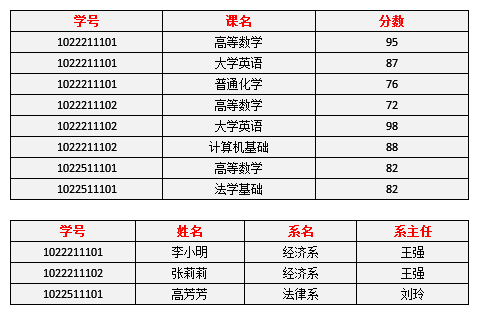 学号 课名 分数
1022211101 高等数学 95
1022211101 大学英语 87
1022211101 普通化学 76
1022211102 高等数学 72
1022211102 大学英语 98
1022211102 计算机基础 88
1022511101 高等数学 82
1022511101 法学基础 82
学号 姓名 系名 系主任
1022211101 李小明 经济系 王强
1022211102 张莉莉 经济系 王强
1022511101 高芳芳 法律系 刘玲